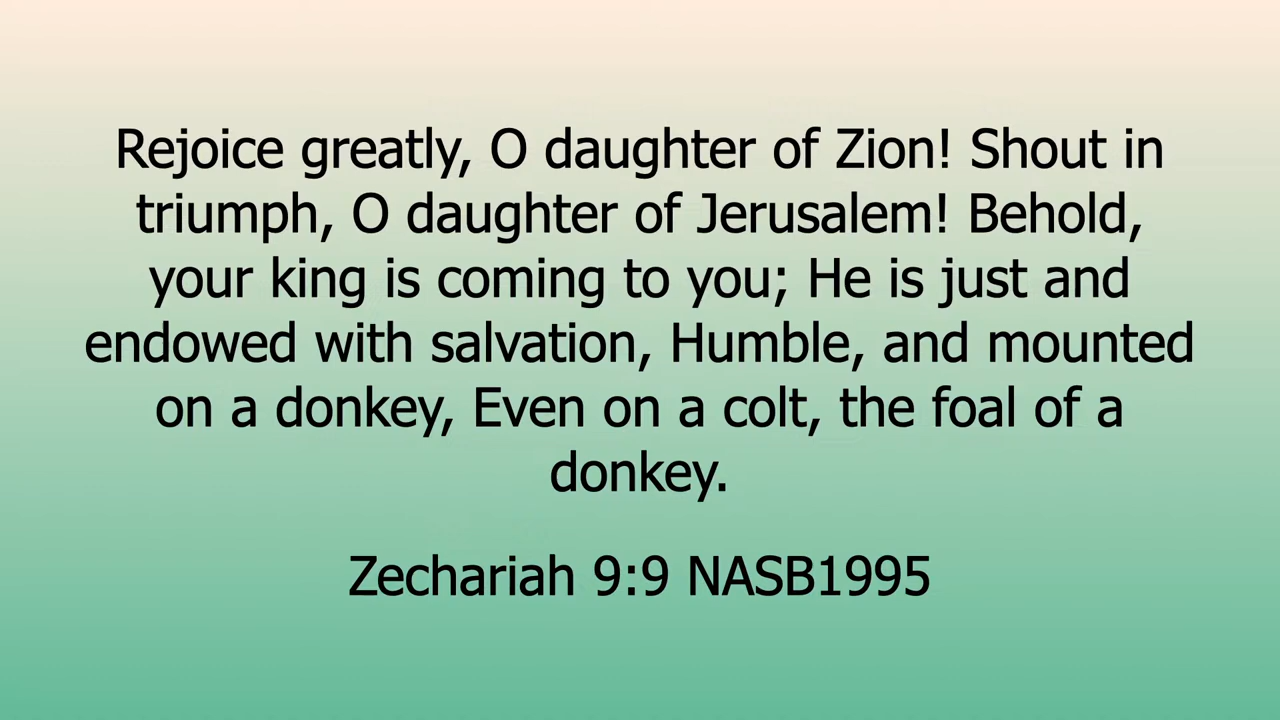 Rejoice greatly, O daughter of Zion! Shout in
triumph, O daughter of Jerusalem! Behold,
your king is coming to you; He is just and
endowed with salvation, Humble, and mounted
on a donkey, Even on a colt, the foal of a
donkey.
Zechariah 9:9 NASB1995